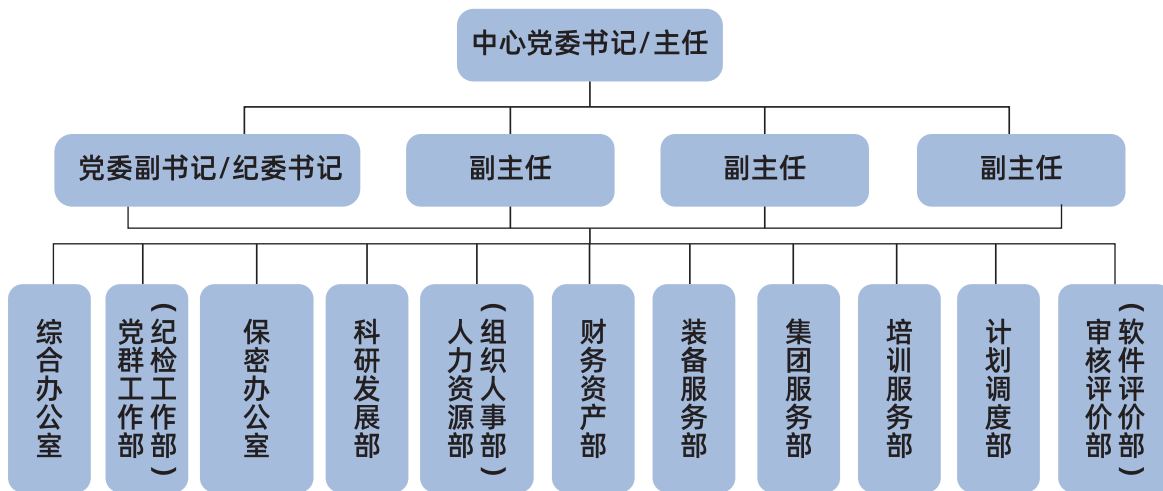 中心党委书记/主任
党委副书记/纪委书记
副主任
副主任
副主任
综合办公室
党群工作部
(纪检工作部)
保密办公室
科研发展部
人力资源部
(组织人事部)
财务资产部
装备服务部
集团服务部
培训服务部
计划调度部
审核评价部
(软件评价部)